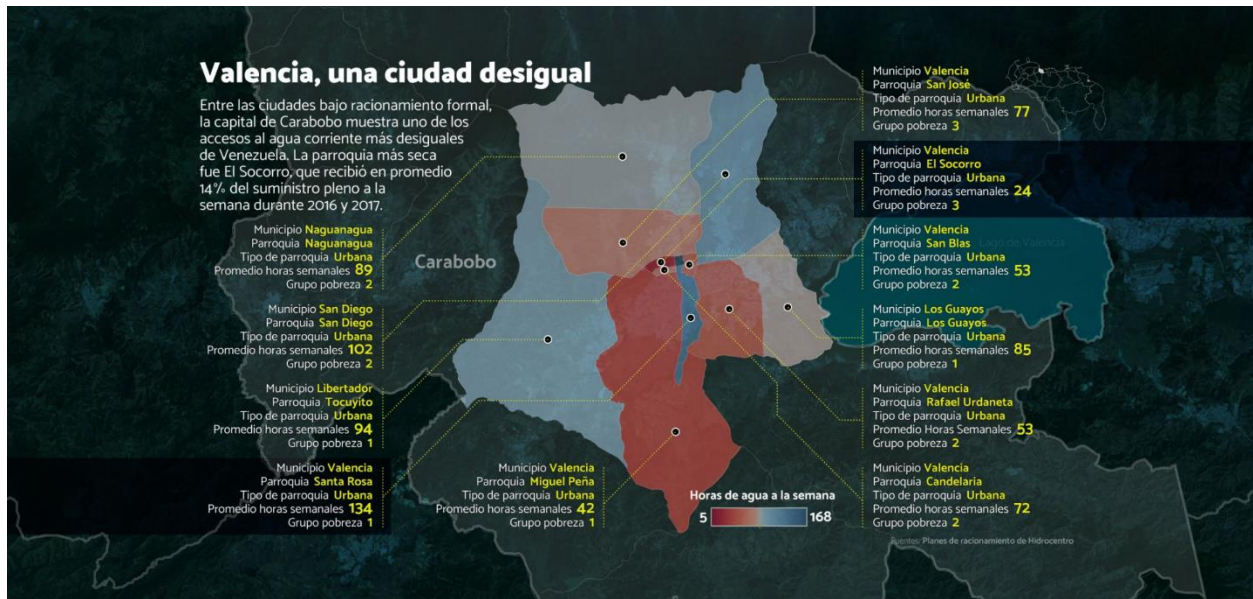 Valencia, una ciudad desigual
Entre las ciudades bajo racionamiento formal,
la capital de Carabobo muestra uno de los
accesos al agua corriente más desiguales
de Venezuela. La parroquia más seca
fue El Socorro, que recibió en promedio
14% del suministro pleno a la
semana durante 2016 y 2017.
Municipio Naguanagua
Parroquia Naguanagua
Tipo de parroquia Urbana
Promedio horas semanales 89
Grupo pobreza 2
Municipio San Diego
Parroquia San Diego
Tipo de parroquia Urbana
Promedio horas semanales 102
Grupo pobreza 2
Municipio Libertador
Parroquia Tocuyito
Tipo de parroquia Urbana
Promedio horas semanales 94
Grupo pobreza 1
Municipio Valencia
Parroquia Santa Rosa
Tipo de parroquia Urbana
Promedio horas semanales 134
Grupo pobreza 1
Municipio Valencia
Parroquia Miguel Peña
Tipo de parroquia Urbana
Promedio horas semanales 42
Grupo pobreza 1
Carabobo
Horas de agua a la semana
5 168
Municipio Valencia
Parroquia San José
Tipo de parroquia Urbana
Promedio horas semanales 77
Grupo pobreza 3
Municipio Valencia
Parroquia El Socorro
Tipo de parroquia Urbana
Promedio horas semanales 24
Grupo pobreza 3
Municipio Valencia
Parroquia San Blas
Lago de Valencia
Tipo de parroquia Urbana
Promedio horas semanales 53
Grupo pobreza 2
Municipio Los Guayos
Parroquia Los Guayos
Tipo de parroquia Urbana
Promedio horas semanales 85
Grupo pobreza 1
Municipio Valencia
Parroquia Rafael Urdaneta
Tipo de parroquia Urbana
Promedio Horas Semanales 53
Grupo pobreza 2
Municipio Valencia
Parroquia Candelaria
Tipo de parroquia Urbana
Promedio horas semanales 72
Grupo pobreza 2
Fuentes: Planes de racionamiento de Hidrocentro